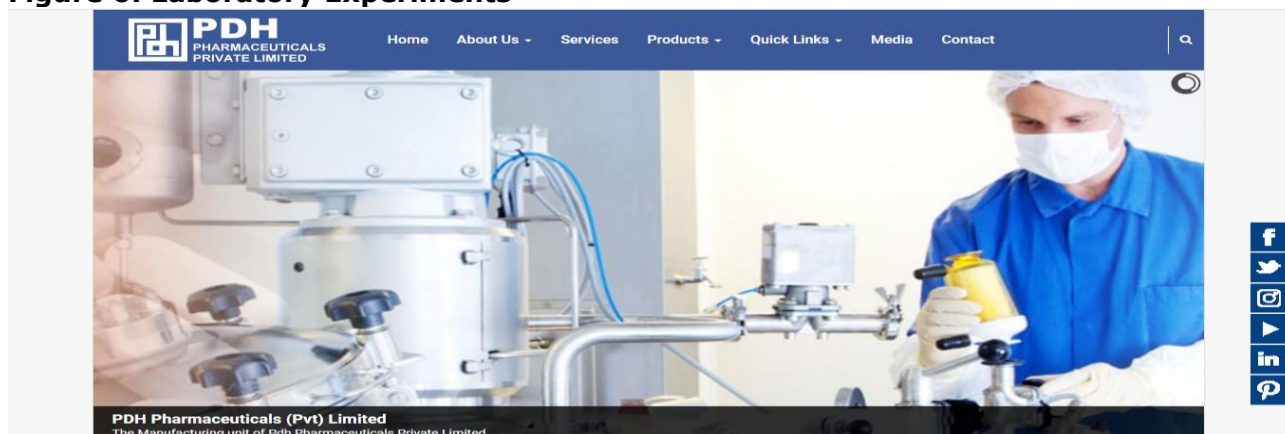 Figure 6: Laboratory Experiments
PDH
PHARMACEUTICALS
PRIVATE LIMITED
Home About Us Services Products Quick Links Media Contact
PDH Pharmaceuticals (Pvt) Limited
The Manufacturing unit of Pdh Pharmaceuticals Private Limited